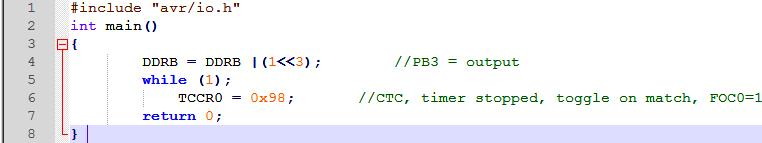 1 #include "avr/io.h"
2 int main()
3 {
4 DDRB = DDRB |(1<<3); //PB3 = output
5 while (1);
6 TCCR0 = 0x98; //CTC, timer stopped, toggle on match, FOC0=1
7 return 0;
8 }